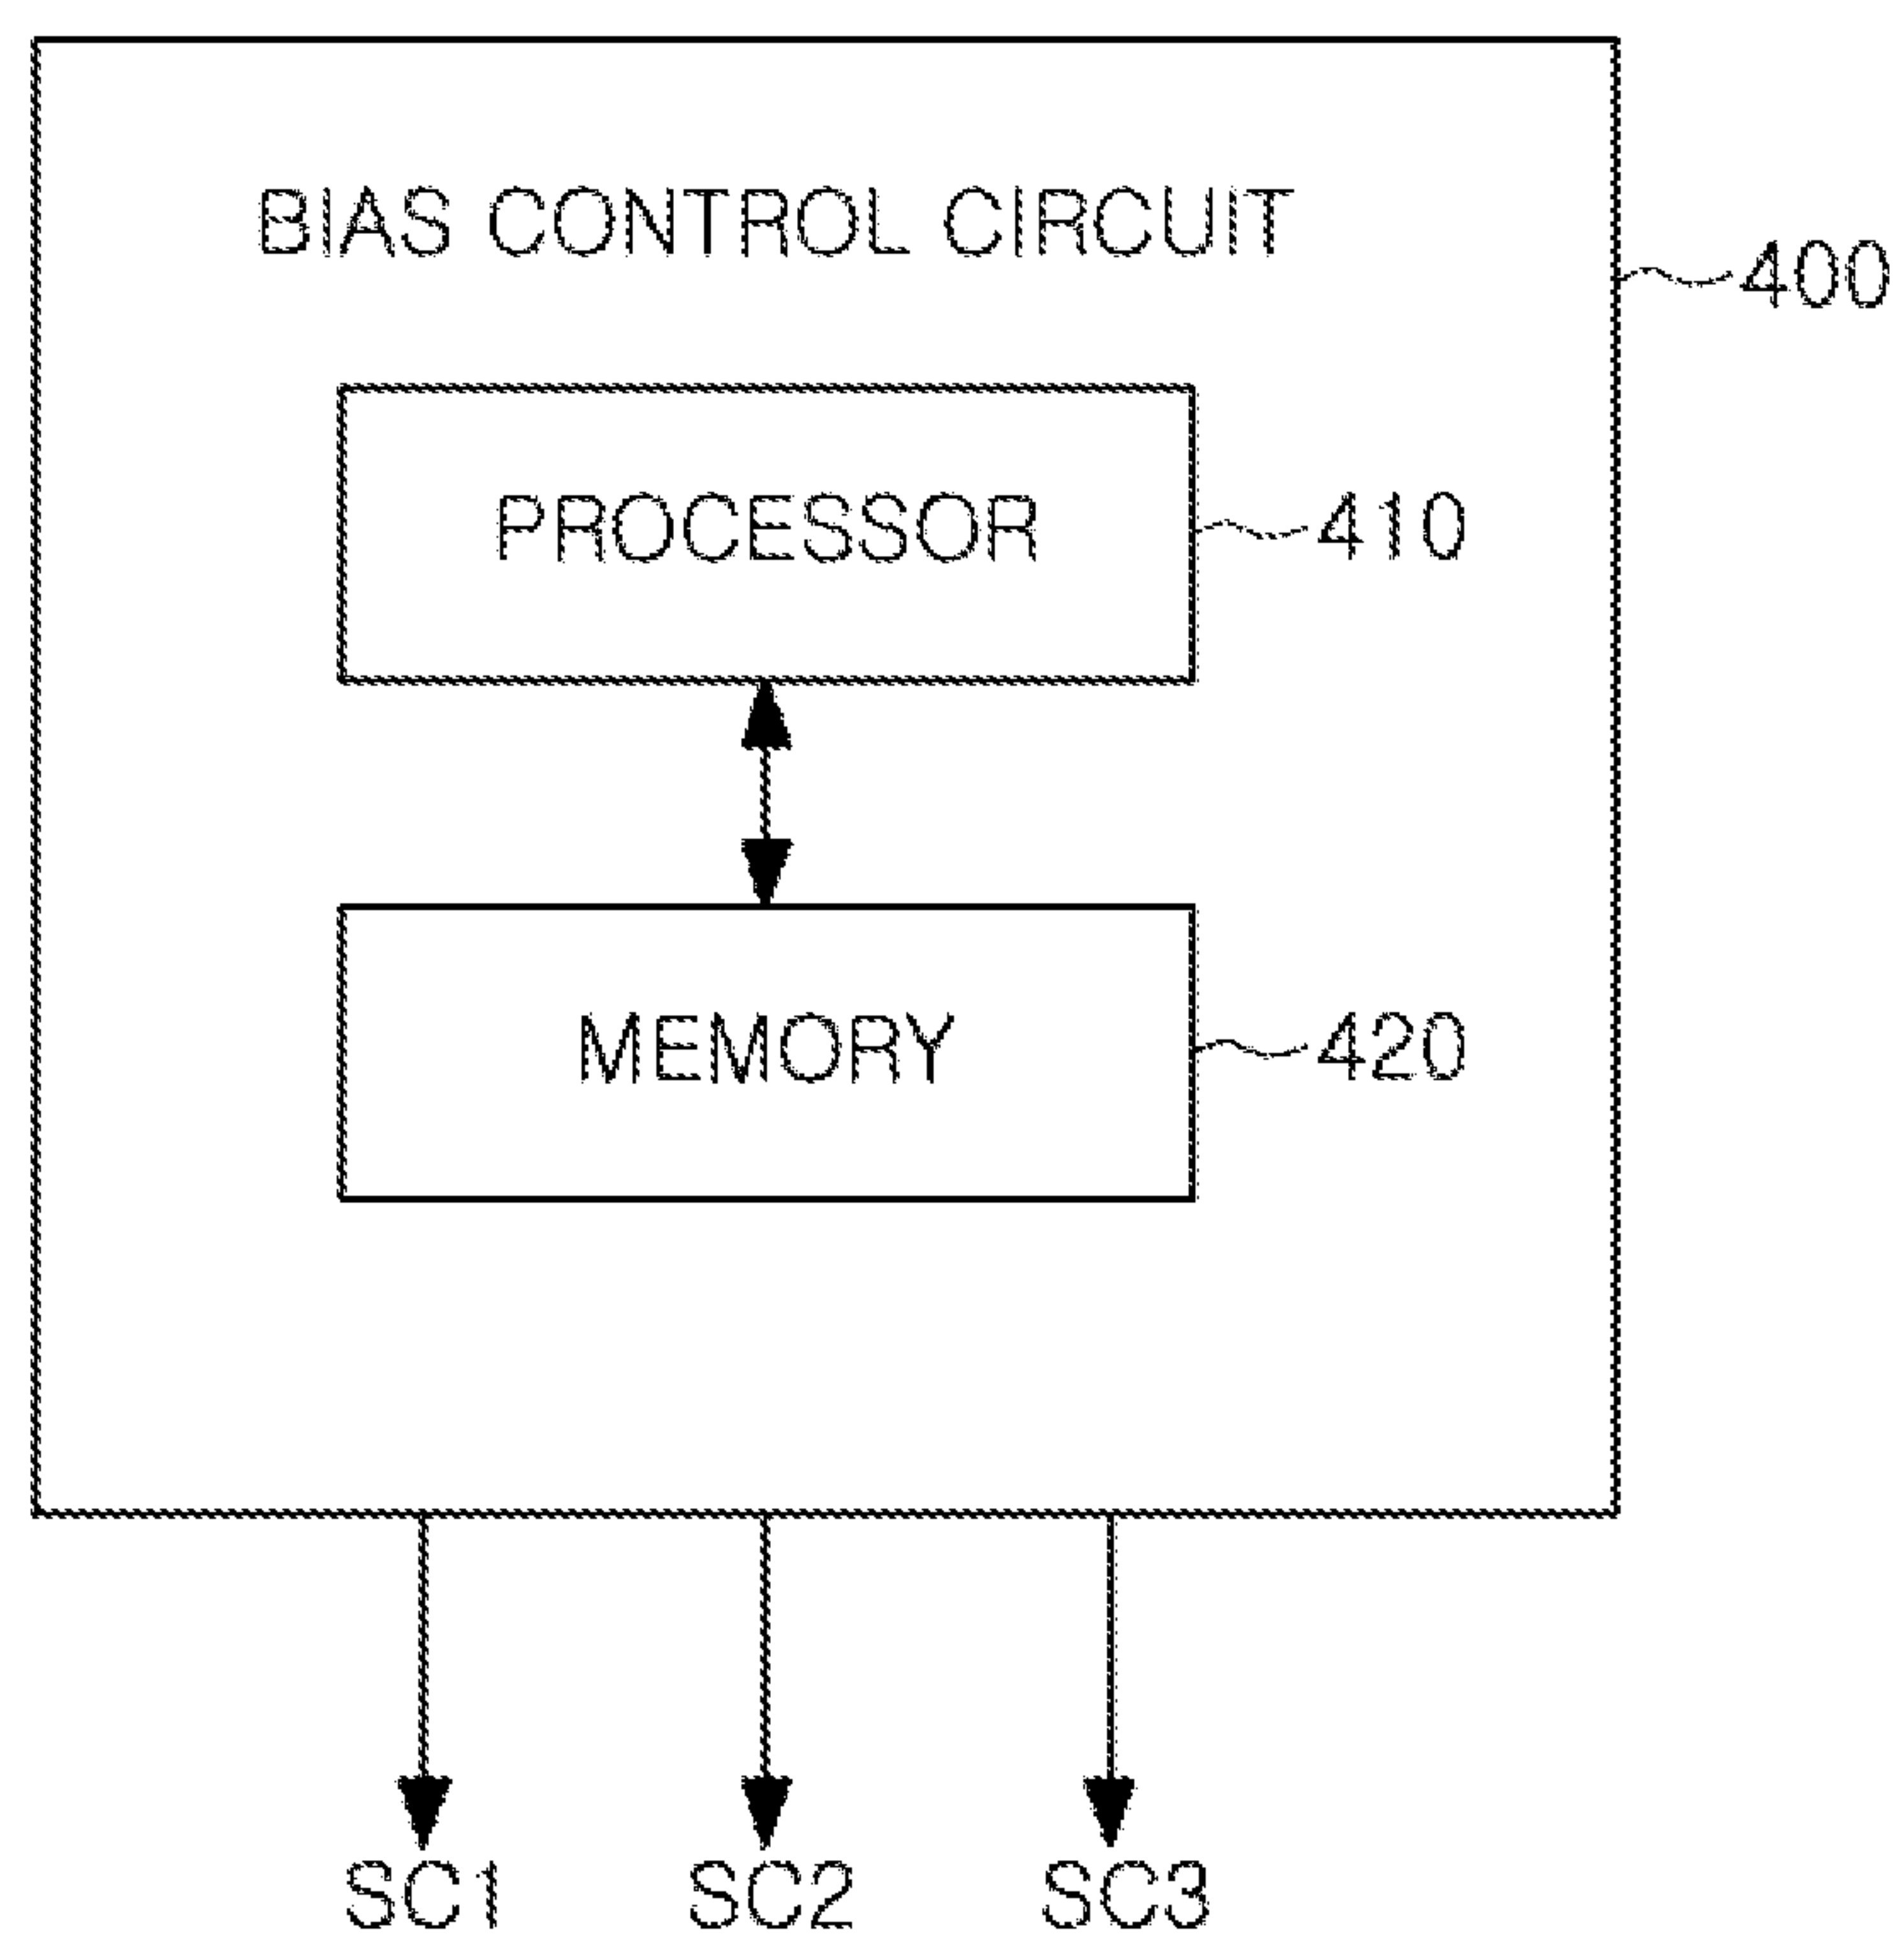 BIAS CONTROL CIRCUIT
400
PROCESSOR
410
MEMORY
420
SC1 SC2 SC3